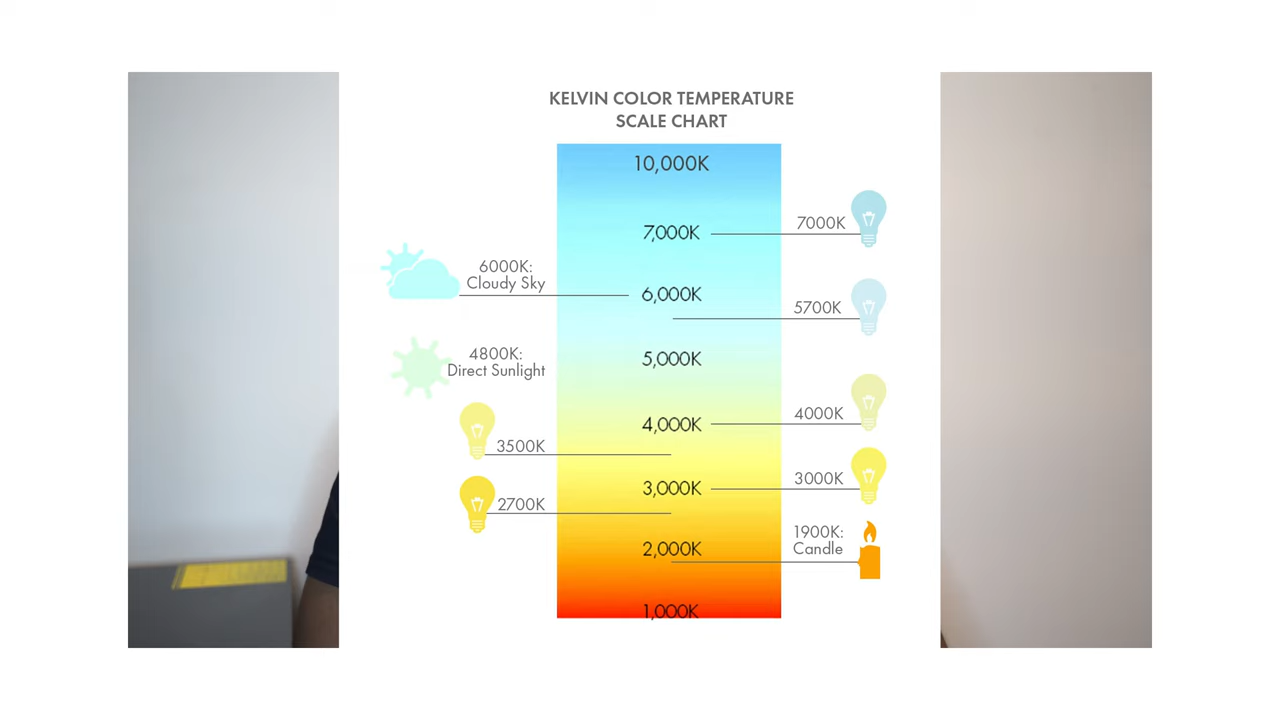 KELVIN COLOR TEMPERATURE
SCALE CHART
10,000K
7,000K
7000K
6000K:
Cloudy Sky
6,000K
5700K
4800K:
Direct Sunlight
5,000K
4,000K
4000K
3500K
3,000K
3000K
2700K
1900K:
Candle
2,000K
1,000K